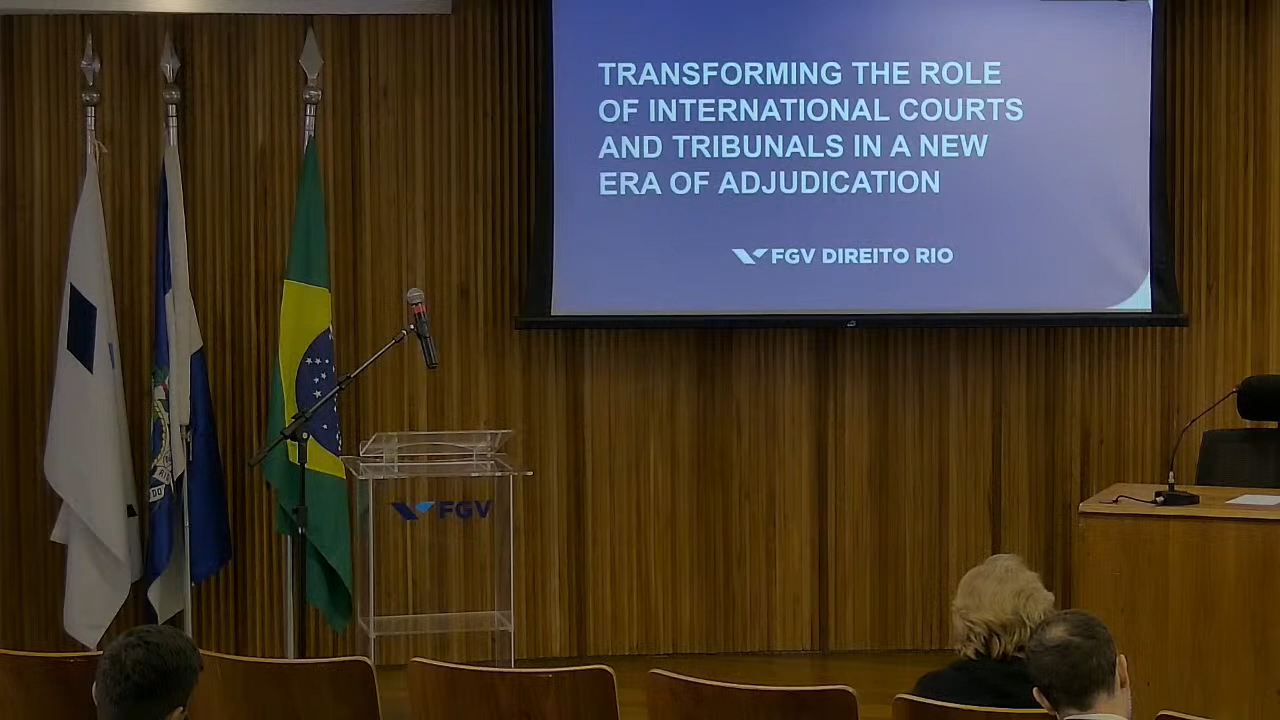 TRANSFORMING THE ROLE
OF INTERNATIONAL COURTS
AND TRIBUNALS IN A NEW
ERA OF ADJUDICATION
FGV DIREITO RIO
FGV